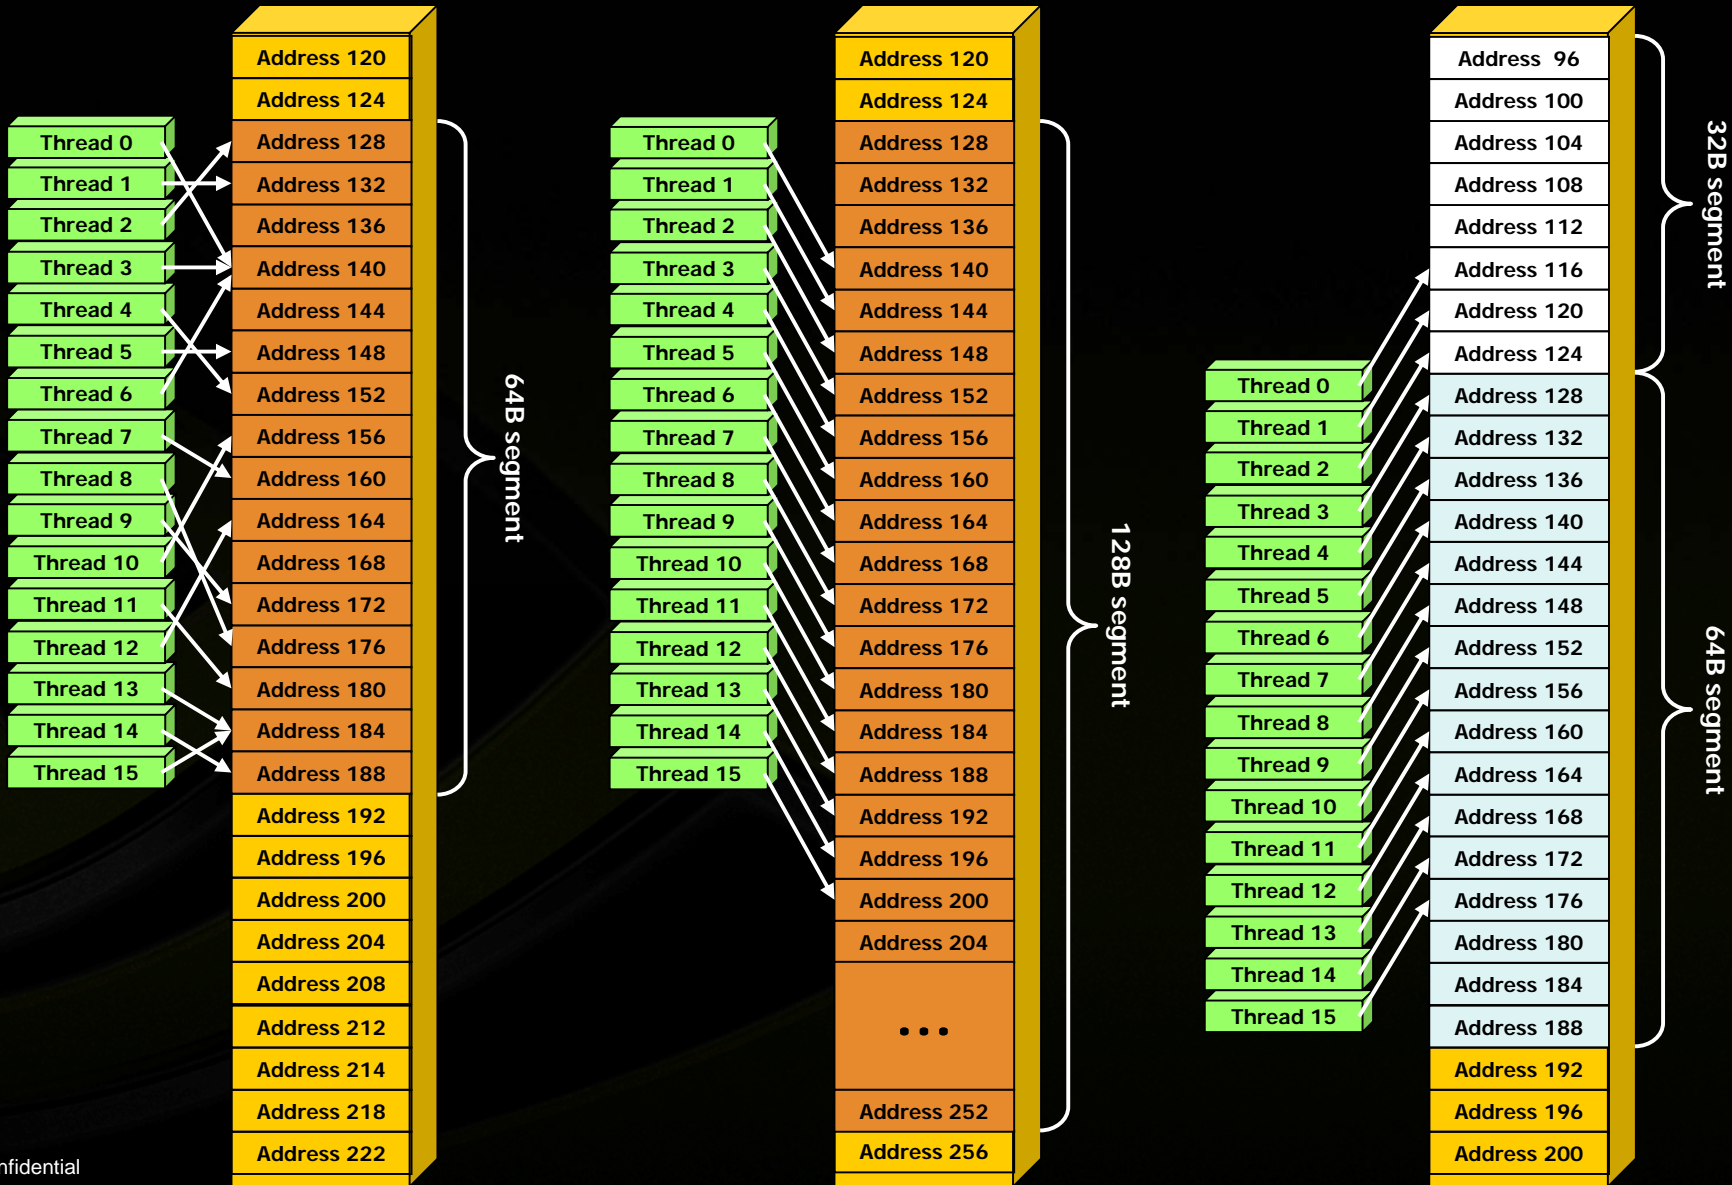 Address 120
Address 124
Address 128
Address 132
Address 136
Address 140
Address 144
Address 148
Address 152
Address 156
Address 160
Address 164
Address 168
Address 172
Address 176
Address 180
Address 184
Address 188
Address 192
Address 196
Address 200
Address 204
Address 208
Address 212
Address 214
Address 218
Address 222
Thread 0
Thread 1
Thread 2
Thread 3
Thread 4
Thread 5
Thread 6
Thread 7
Thread 8
Thread 9
Thread 10
Thread 11
Thread 12
Thread 13
Thread 14
Thread 15
64B segment
Address 120
Address 124
Address 128
Address 132
Address 136
Address 140
Address 144
Address 148
Address 152
Address 156
Address 160
Address 164
Address 168
Address 172
Address 176
Address 180
Address 184
Address 188
Address 192
Address 196
Address 200
Address 204
...
Address 252
Address 256
Thread 0
Thread 1
Thread 2
Thread 3
Thread 4
Thread 5
Thread 6
Thread 7
Thread 8
Thread 9
Thread 10
Thread 11
Thread 12
Thread 13
Thread 14
Thread 15
128B segment
Address 96
Address 100
Address 104
Address 108
Address 112
Address 116
Address 120
Address 124
Address 128
Address 132
Address 136
Address 140
Address 144
Address 148
Address 152
Address 156
Address 160
Address 164
Address 168
Address 172
Address 176
Address 180
Address 184
Address 188
Address 192
Address 196
Address 200
Thread 0
Thread 1
Thread 2
Thread 3
Thread 4
Thread 5
Thread 6
Thread 7
Thread 8
Thread 9
Thread 10
Thread 11
Thread 12
Thread 13
Thread 14
Thread 15
32B segment
64B segment
nfidential